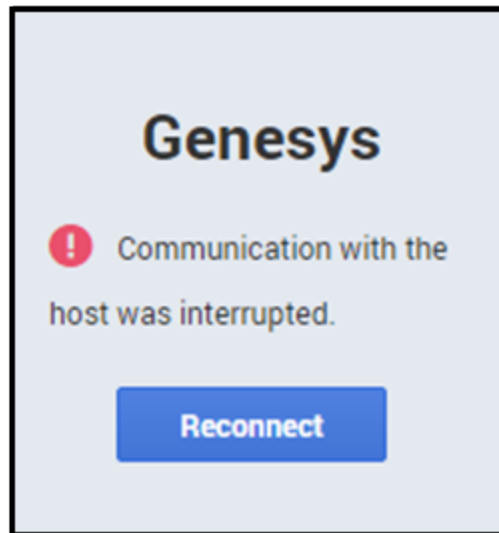 Genesys
! Communication with the
host was interrupted.
Reconnect